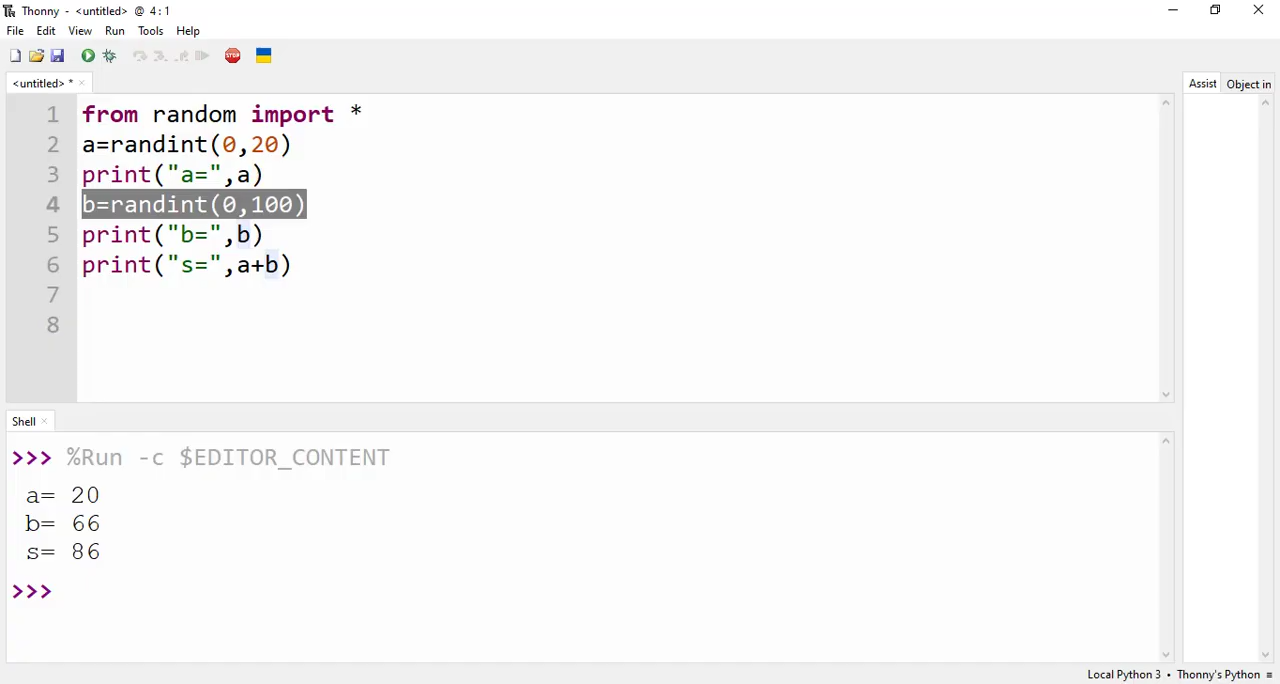 Thonny - <untitled> @ 4:1
File Edit View Run Tools Help
STOP
<untitled> *
Assist Object in
1 from random import *
2 a=randint(0,20)
3 print("a=",a)
4 b=randint(0,100)
5 print("b=",b)
6 print("s=",a+b)
7
8
Shell
>>> %Run -c $EDITOR_CONTENT
a= 20
b= 66
s= 86
>>>
Local Python 3 • Thonny's Python ≡